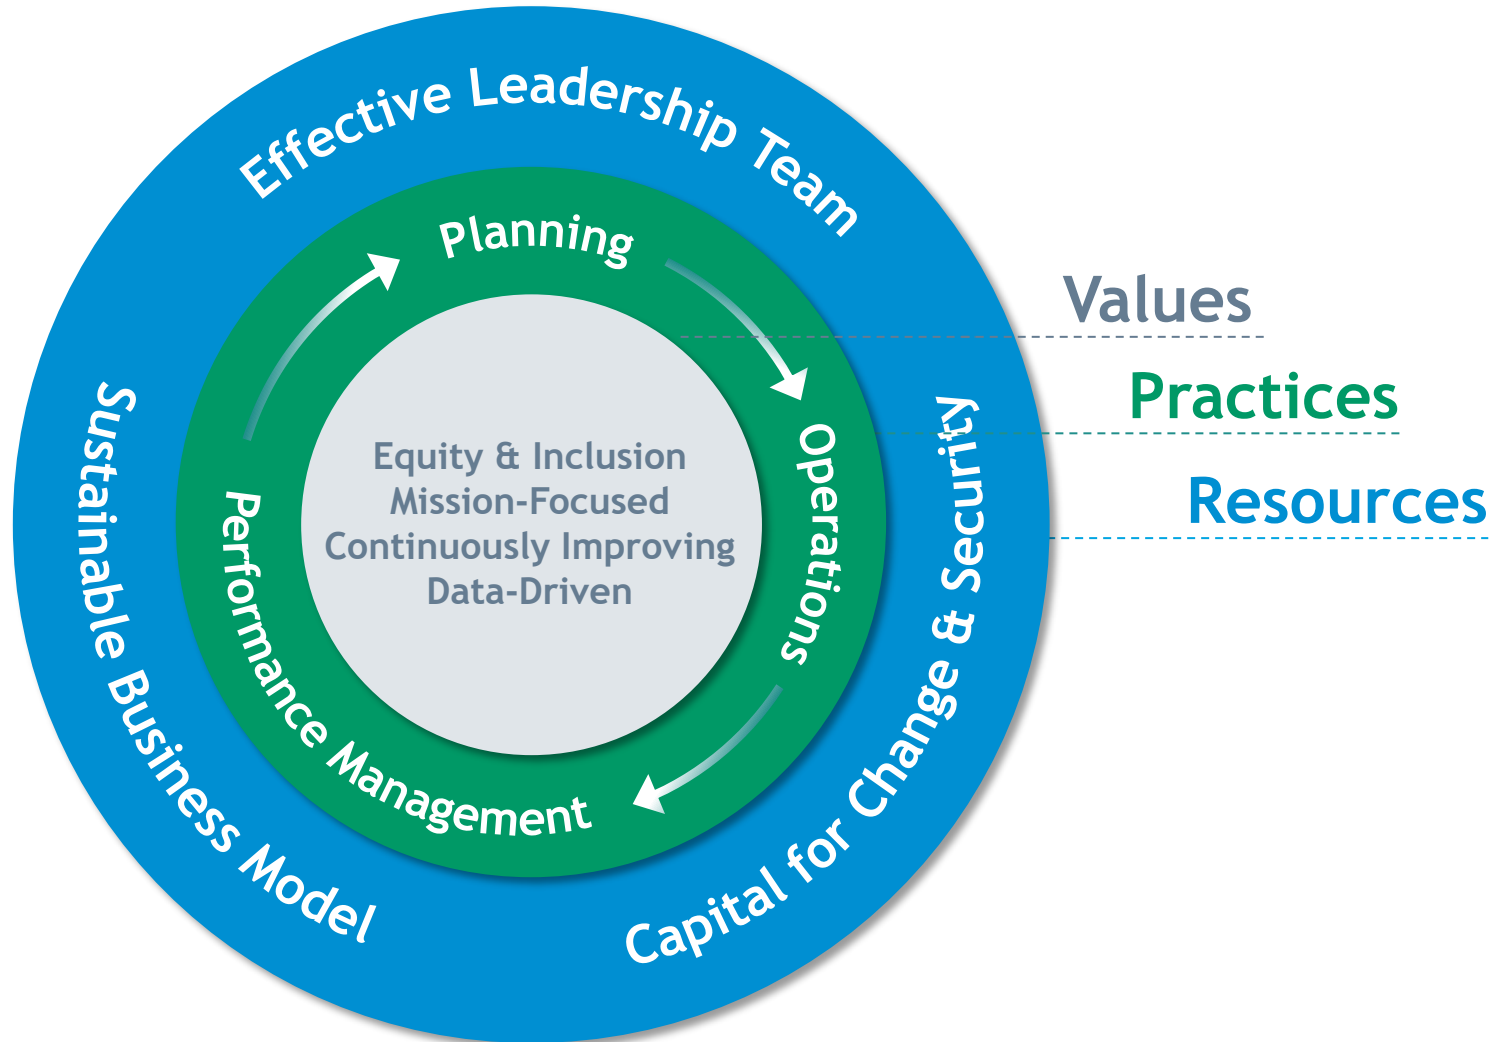 Effective Leadership Team
Planning
Values
Practices
Resources
Operations
Capital for Change & Security
Equity & Inclusion
Mission-Focused
Continuously Improving
Data-Driven
Performance Management
Sustainable Business Model